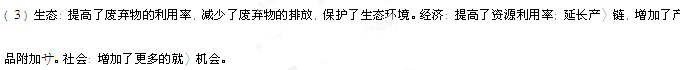 （3）生态：提高了废弃物的利用率，减少了废弃物的排放，保护了生态环境。经济：提高了资源利用率；延长产 链，增加了产
品附加 。社会：增加了更多的就 机会。